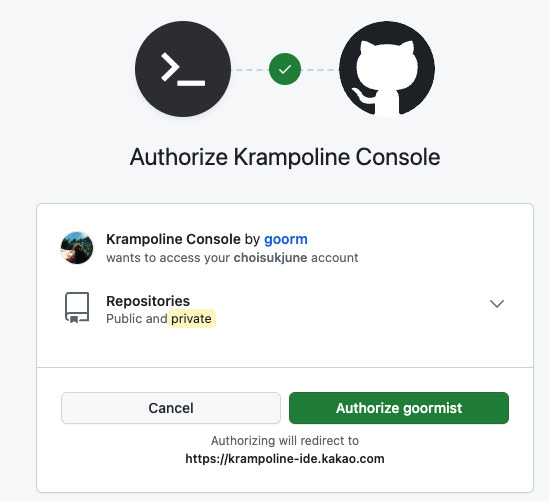 Authorize Krampoline Console
Krampoline Console by goorm
wants to access your choisukjune account
Repositories
Public and private
Cancel
Authorize goormist
Authorizing will redirect to
https://krampoline-ide.kakao.com